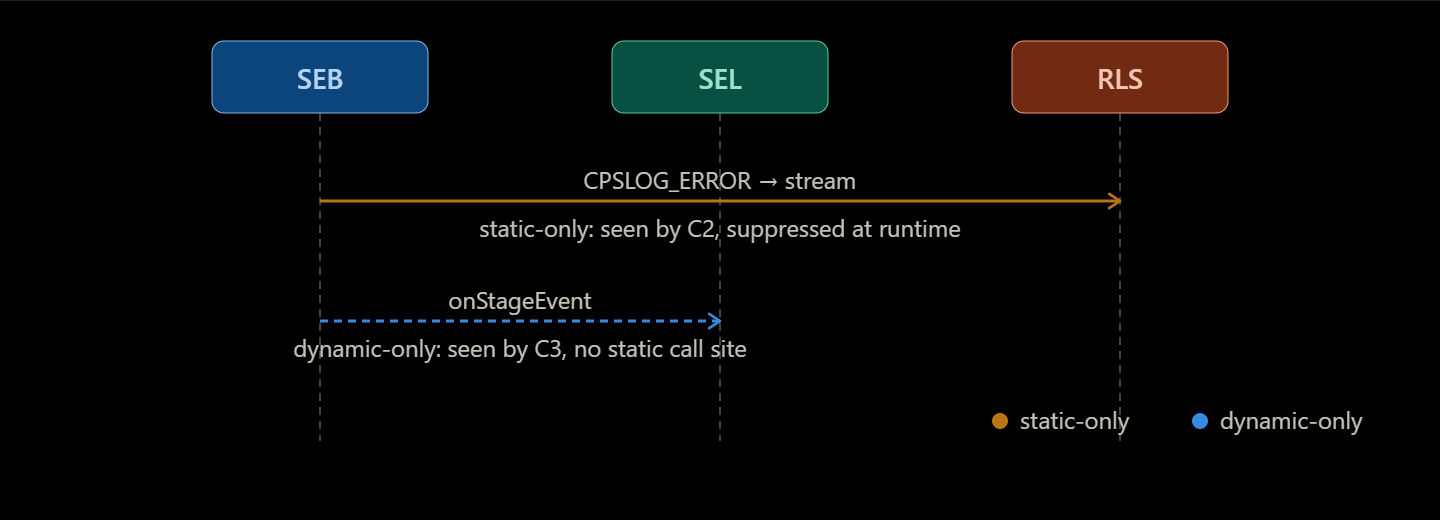 SEB
SEL
RLS
CPSLOG_ERROR → stream
static-only: seen by C2, suppressed at runtime
onStageEvent
dynamic-only: seen by C3, no static call site
static-only
dynamic-only